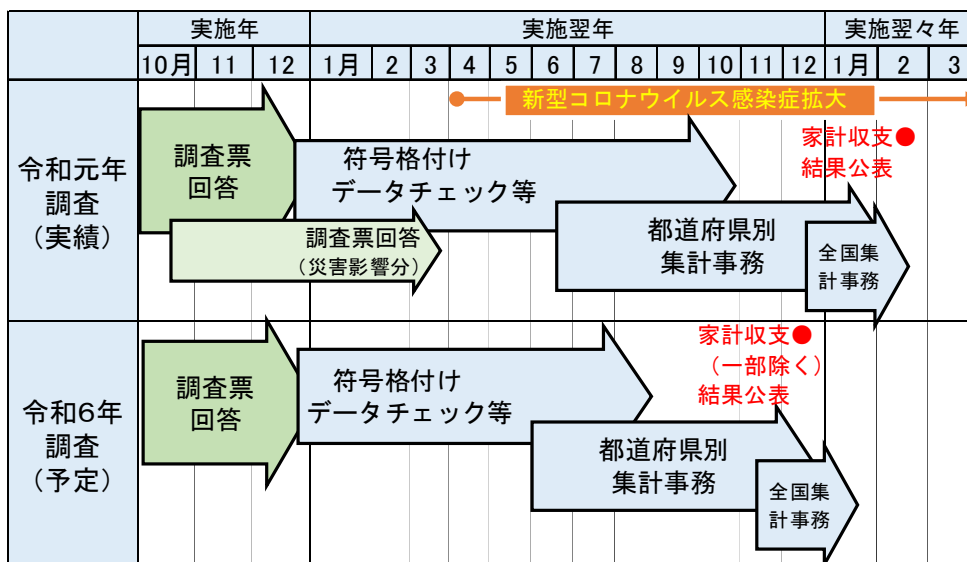 実施年
実施翌年
実施翌々年
10月 11 12 1月 2 3 4 5 6 7 8 9 10 11 12 1月 2 3
新型コロナウイルス感染症拡大
令和元年
調査
（実績）
調査票
回答
符号格付け
データチェック等
家計収支●
結果公表
調査票回答
（災害影響分）
都道府県別
集計事務
全国集
計事務
令和６年
調査
（予定）
調査票
回答
符号格付け
データチェック等
家計収支●
（一部除く）
結果公表
都道府県別
集計事務
全国集
計事務